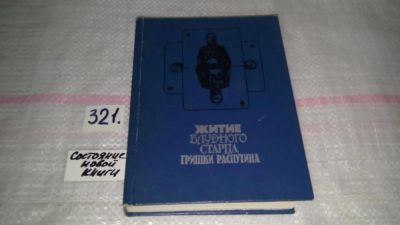 321.
Состояние
новой
книги
ЖИТИЕ
БЛУДНОГО
СТАРЦА
ГРИШКИ РАСПУТИНА